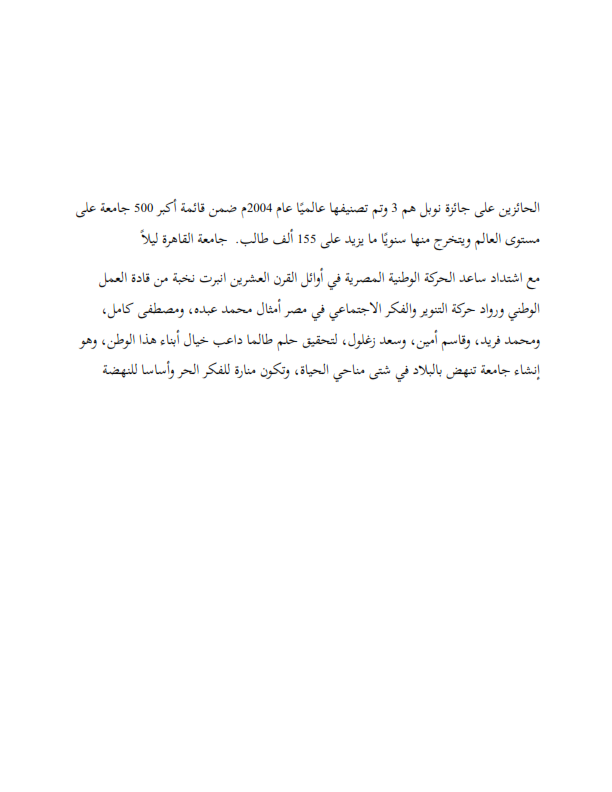 الحائزين على جائزة نوبل هم 3 وتم تصنيفها عالميًا عام 2004م ضمن قائمة أكبر 500 جامعة على
مستوى العالم ويتخرج منها سنويًا ما يزيد على 155 ألف طالب. جامعة القاهرة ليلاً
مع اشتداد ساعد الحركة الوطنية المصرية في أوائل القرن العشرين انبرت نخبة من قادة العمل
الوطني ورواد حركة التنوير والفكر الاجتماعي في مصر أمثال محمد عبده، ومصطفى كامل،
ومحمد فريد، وقاسم أمين، وسعد زغلول، لتحقيق حلم طالما داعب خيال أبناء هذا الوطن، وهو
إنشاء جامعة تنهض بالبلاد في شتى مناحي الحياة، وتكون منارة للفكر الحر وأساسا للنهضة